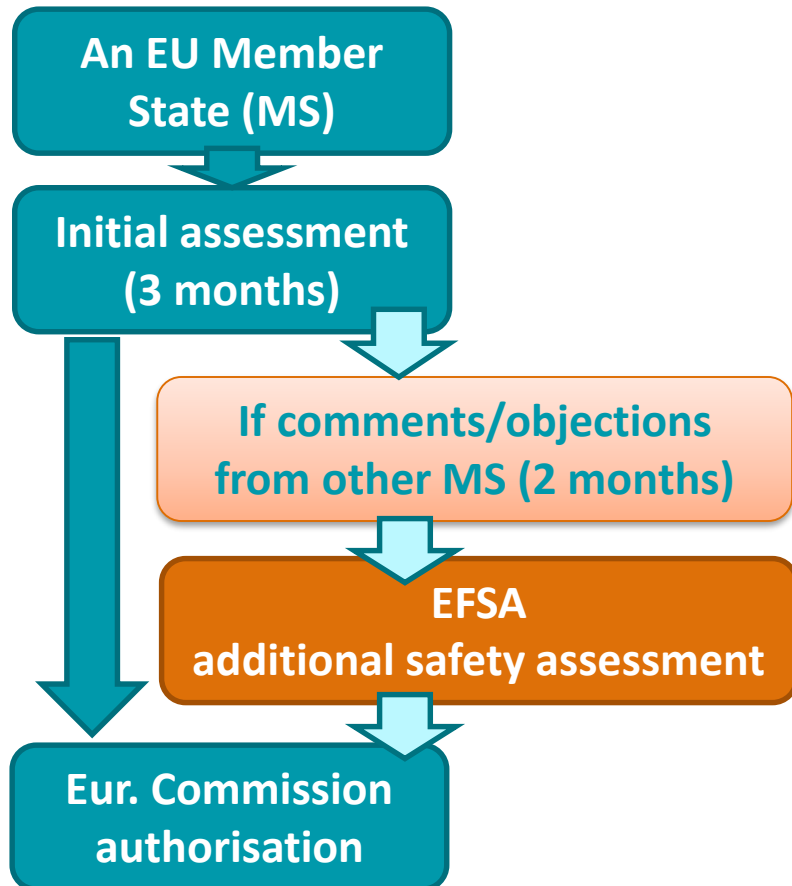 An EU Member
State (MS)
Initial assessment
(3 months)
If comments/objections
from other MS (2 months)
EFSA
additional safety assessment
Eur. Commission
authorisation